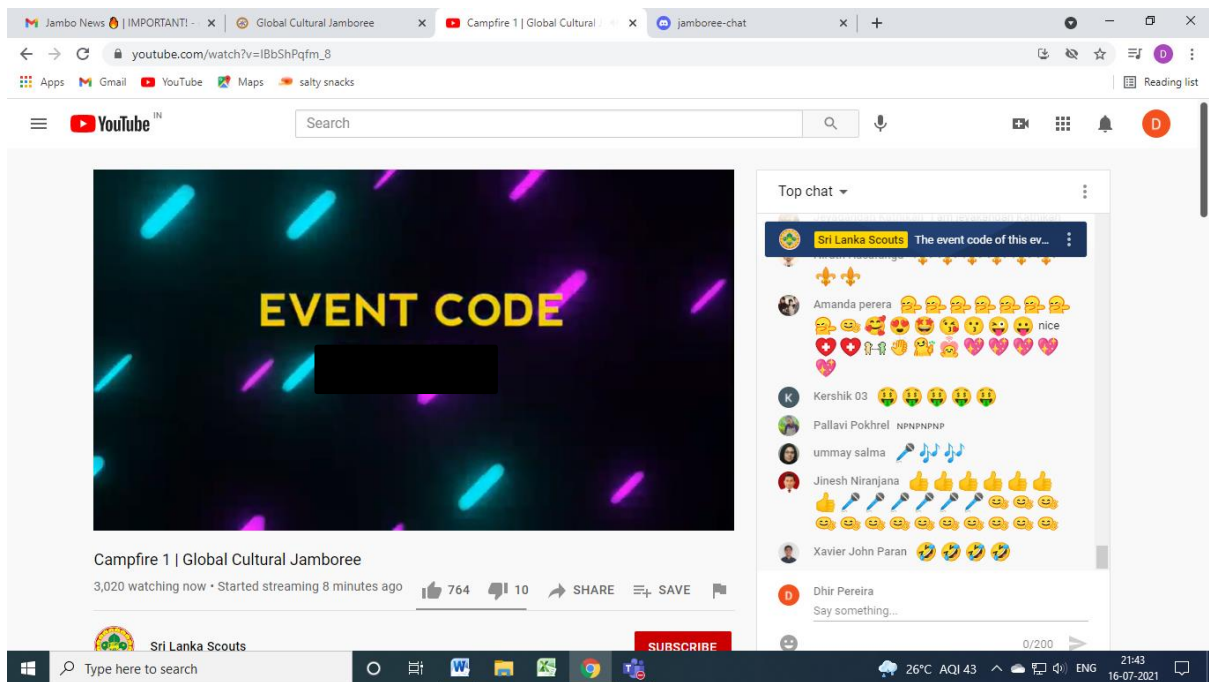 Jambo News 🔥 | IMPORTANT! -
Global Cultural Jamboree
Campfire 1 | Global Cultural
jamboree-chat
youtube.com/watch?v=IBbShPqfm_8
Apps
Gmail
YouTube
Maps
salty snacks
Reading list
YouTube IN
Search
D
EVENT CODE
Campfire 1 | Global Cultural Jamboree
3,020 watching now • Started streaming 8 minutes ago
764
10
SHARE
SAVE
Sri Lanka Scouts
SUBSCRIBE
Top chat
Sri Lanka Scouts The event code of this ev...
Amanda perera
nice
K
Kershik 03
Pallavi Pokhrel NPNPNPNP
ummay salma
Jinesh Niranjana
Xavier John Paran
D
Dhir Pereira
Say something...
0/200
Type here to search
26°C AQI 43
ENG
21:43
16-07-2021